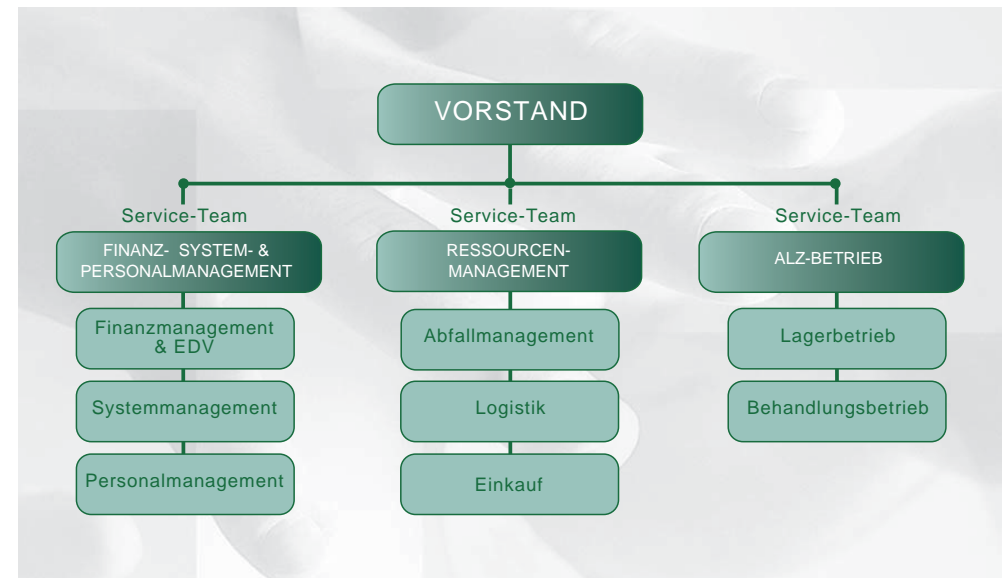 VORSTAND
Service-Team
FINANZ- SYSTEM- &
PERSONALMANAGEMENT
Finanzmanagement
& EDV
Systemmanagement
Personalmanagement
Service-Team
RESSOURCEN-
MANAGEMENT
Abfallmanagement
Logistik
Einkauf
Service-Team
ALZ-BETRIEB
Lagerbetrieb
Behandlungsbetrieb